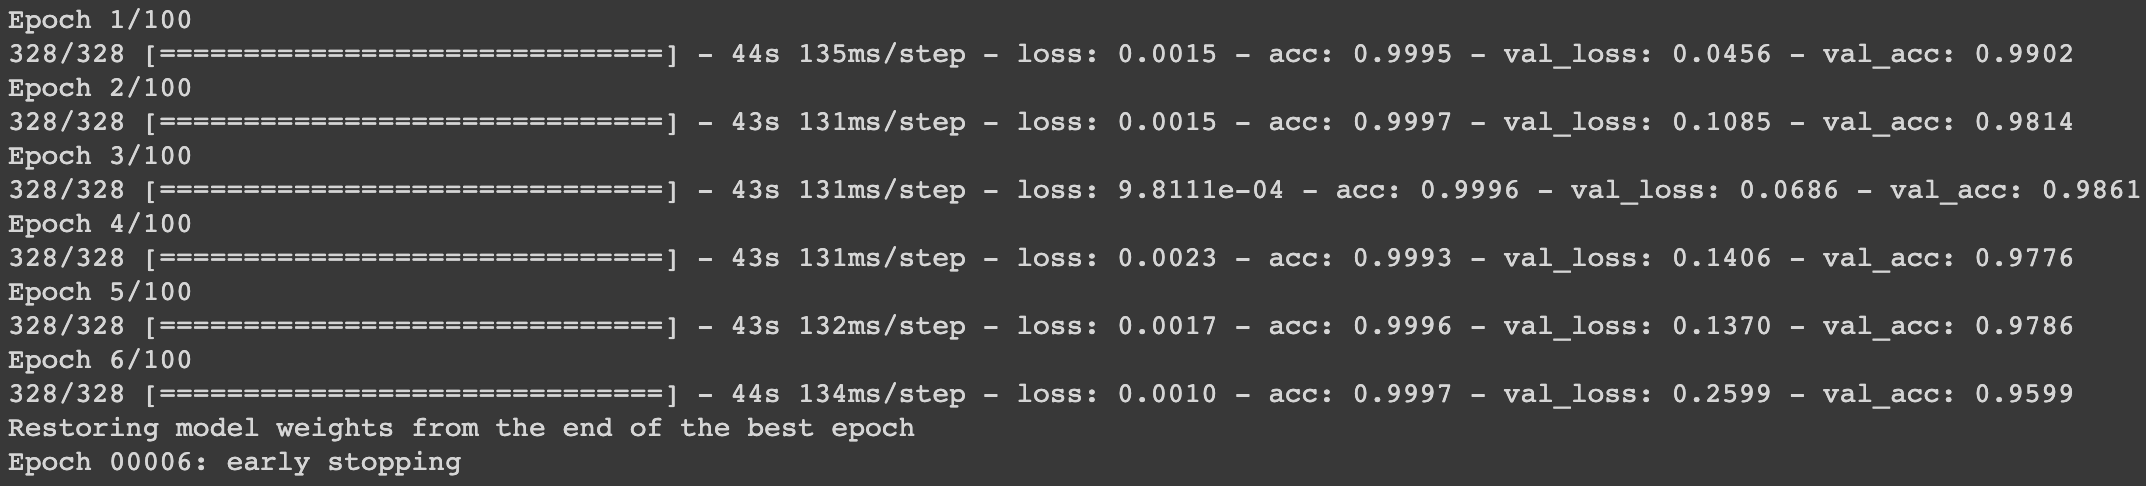 Epoch 1/100
328/328 [==============================] - 44s 135ms/step - loss: 0.0015 - acc: 0.9995 - val_loss: 0.0456 - val_acc: 0.9902
Epoch 2/100
328/328 [==============================] - 43s 131ms/step - loss: 0.0015 - acc: 0.9997 - val_loss: 0.1085 - val_acc: 0.9814
Epoch 3/100
328/328 [==============================] - 43s 131ms/step - loss: 9.8111e-04 - acc: 0.9996 - val_loss: 0.0686 - val_acc: 0.9861
Epoch 4/100
328/328 [==============================] - 43s 131ms/step - loss: 0.0023 - acc: 0.9993 - val_loss: 0.1406 - val_acc: 0.9776
Epoch 5/100
328/328 [==============================] - 43s 132ms/step - loss: 0.0017 - acc: 0.9996 - val_loss: 0.1370 - val_acc: 0.9786
Epoch 6/100
328/328 [==============================] - 44s 134ms/step - loss: 0.0010 - acc: 0.9997 - val_loss: 0.2599 - val_acc: 0.9599
Restoring model weights from the end of the best epoch
Epoch 00006: early stopping